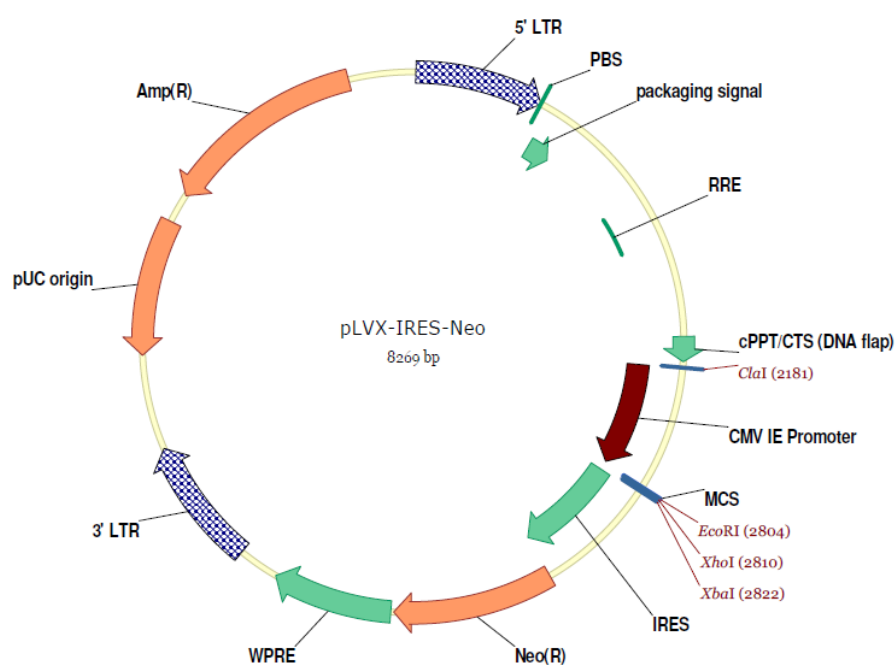 5' LTR
PBS
Amp(R)
packaging signal
RRE
pUC origin
pLVX-IRES-Neo
8269 bp
cPPT/CTS (DNA flap)
ClaI (2181)
CMV IE Promoter
MCS
EcoRI (2804)
XhoI (2810)
XbaI (2822)
3' LTR
IRES
WPRE
Neo(R)